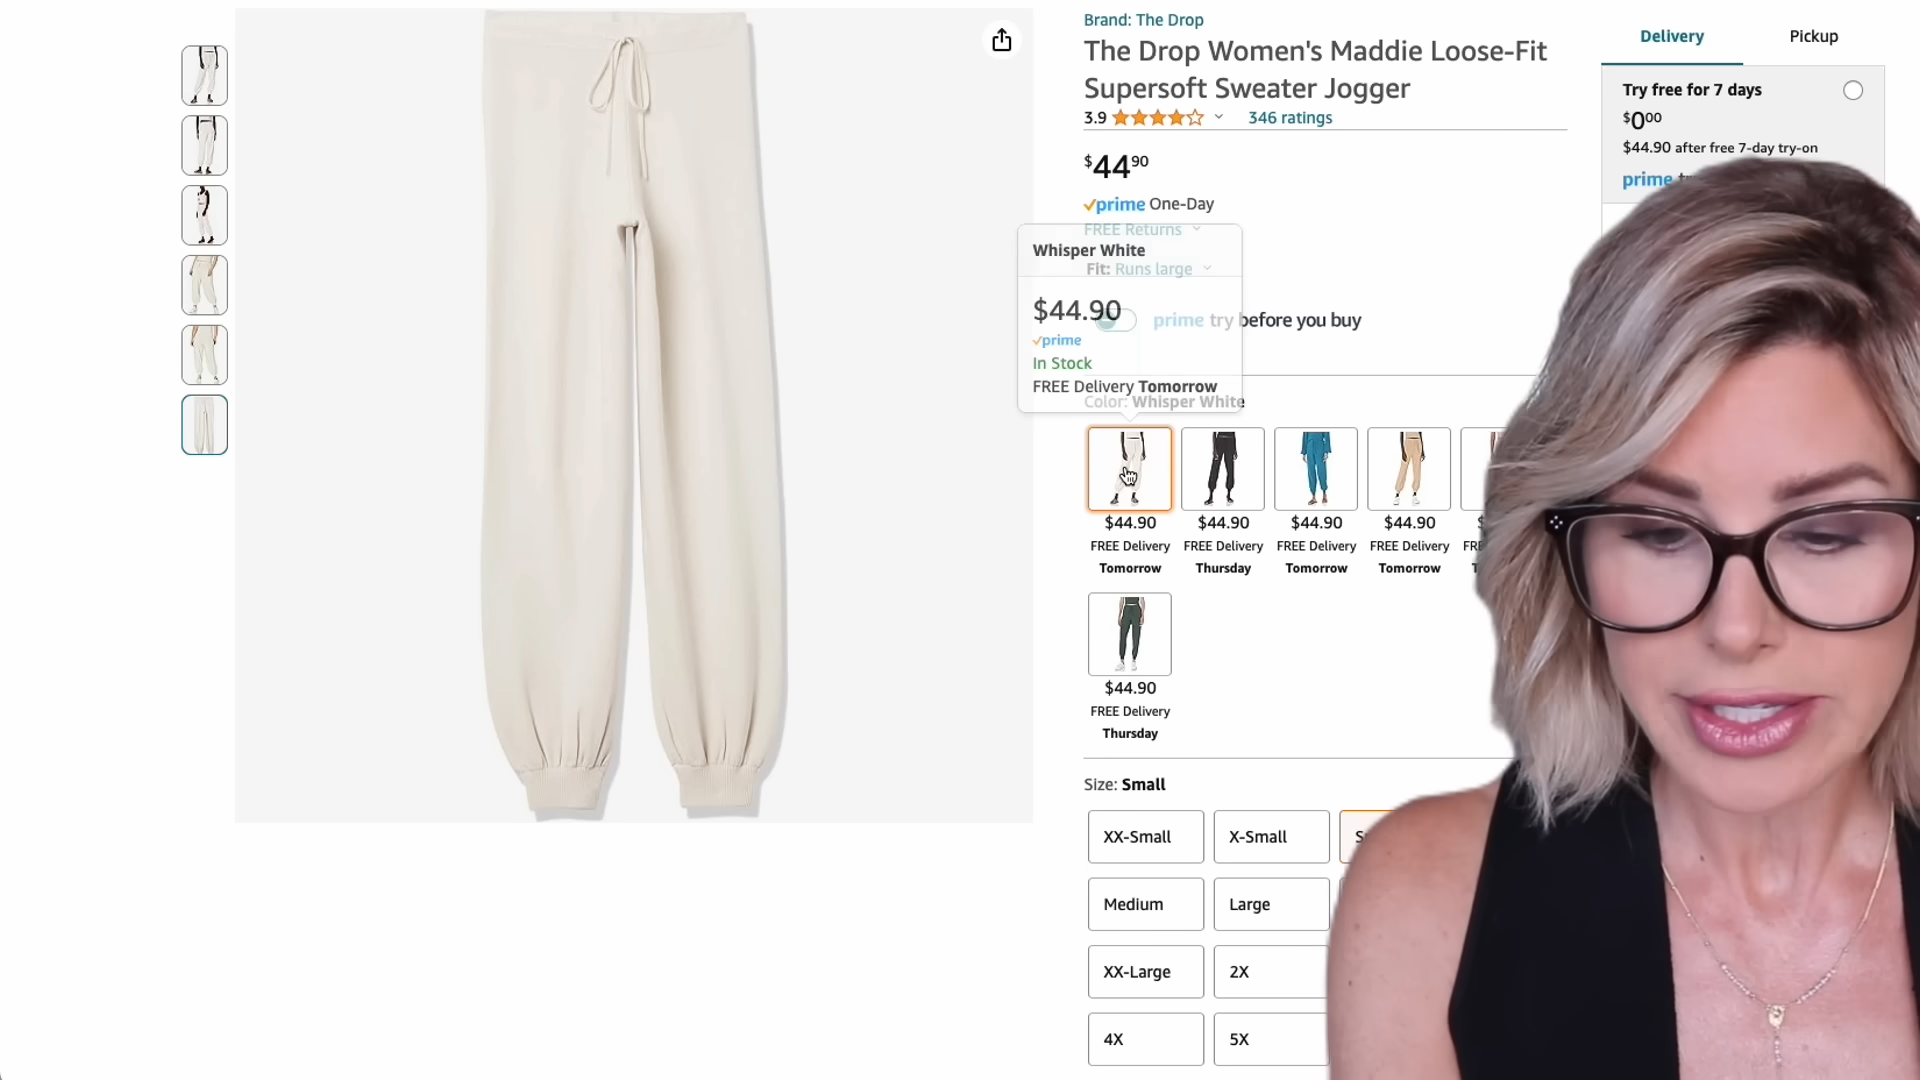 Brand: The Drop
The Drop Women's Maddie Loose-Fit
Supersoft Sweater Jogger
3.9
346 ratings
$44.90
prime One-Day
FREE Returns
Fit: Runs large
prime try before you buy
Color: Whisper White
Whisper White
$44.90
prime
In Stock
FREE Delivery Tomorrow
$44.90 $44.90 $44.90 $44.90
FREE Delivery FREE Delivery FREE Delivery FREE Delivery
Tomorrow Thursday Tomorrow Tomorrow
$44.90
FREE Delivery
Thursday
Size: Small
XX-Small X-Small
Medium Large
XX-Large 2X
4X 5X
Delivery Pickup
Try free for 7 days
$0.00
$44.90 after free 7-day try-on
prime